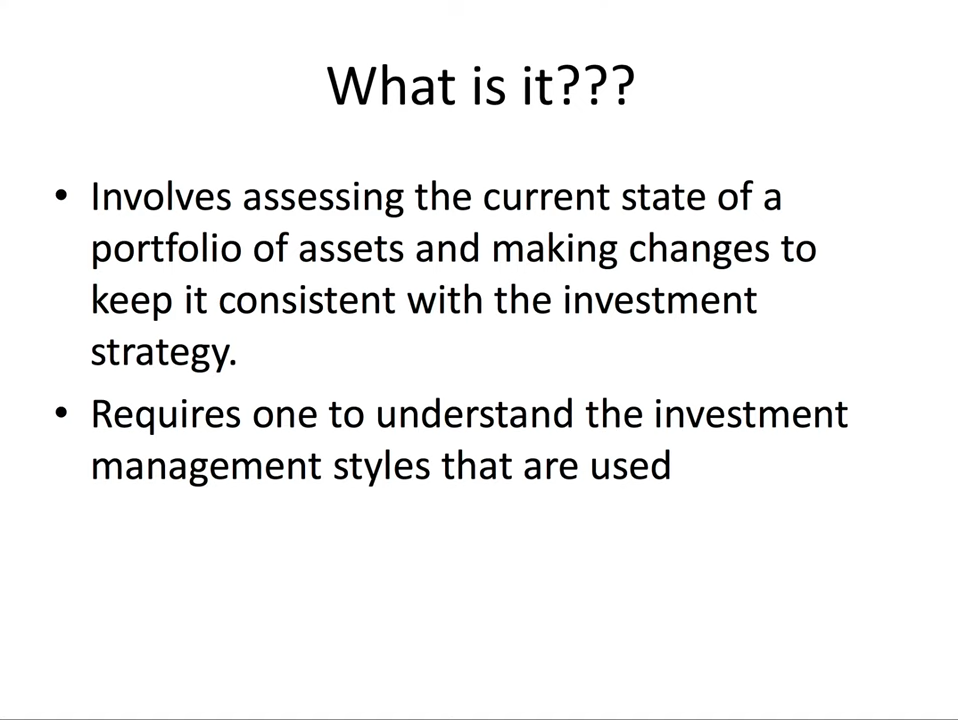 What is it???
• Involves assessing the current state of a
portfolio of assets and making changes to
keep it consistent with the investment
strategy.
• Requires one to understand the investment
management styles that are used